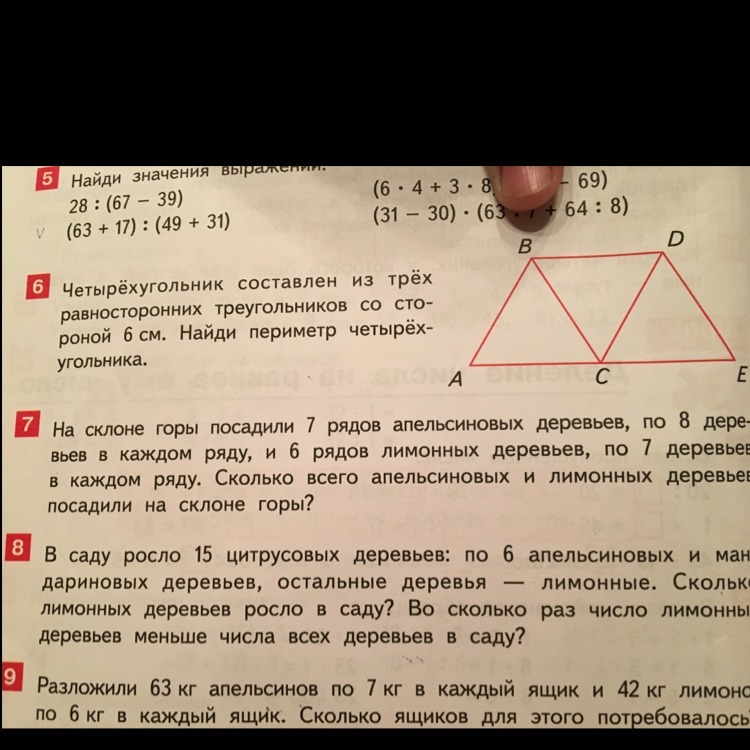 5 Найди значения выражений.
28 : (67 − 39)
(63 + 17) : (49 + 31)
(6 · 4 + 3 · 8 − 69)
(31 − 30) · (63 : 7 + 64 : 8)
6 Четырёхугольник составлен из трёх
равносторонних треугольников со сто-
роной 6 см. Найди периметр четырёх-
угольника.
B D
A C E
7 На склоне горы посадили 7 рядов апельсиновых деревьев, по 8 дере-
вьев в каждом ряду, и 6 рядов лимонных деревьев, по 7 деревьев
в каждом ряду. Сколько всего апельсиновых и лимонных деревьев
посадили на склоне горы?
8 В саду росло 15 цитрусовых деревьев: по 6 апельсиновых и ман-
дариновых деревьев, остальные деревья — лимонные. Сколько
лимонных деревьев росло в саду? Во сколько раз число лимонны
деревьев меньше числа всех деревьев в саду?
9 Разложили 63 кг апельсинов по 7 кг в каждый ящик и 42 кг лимоно
по 6 кг в каждый ящик. Сколько ящиков для этого потребовалось